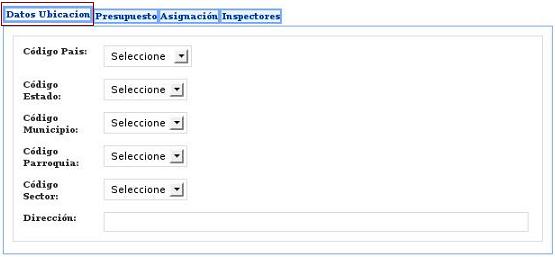 Datos Ubicacion Presupuesto Asignación Inspectores
Código Pais: Seleccione
Código
Estado: Seleccione
Código
Municipio: Seleccione
Código
Parroquia: Seleccione
Código
Sector: Seleccione
Dirección: